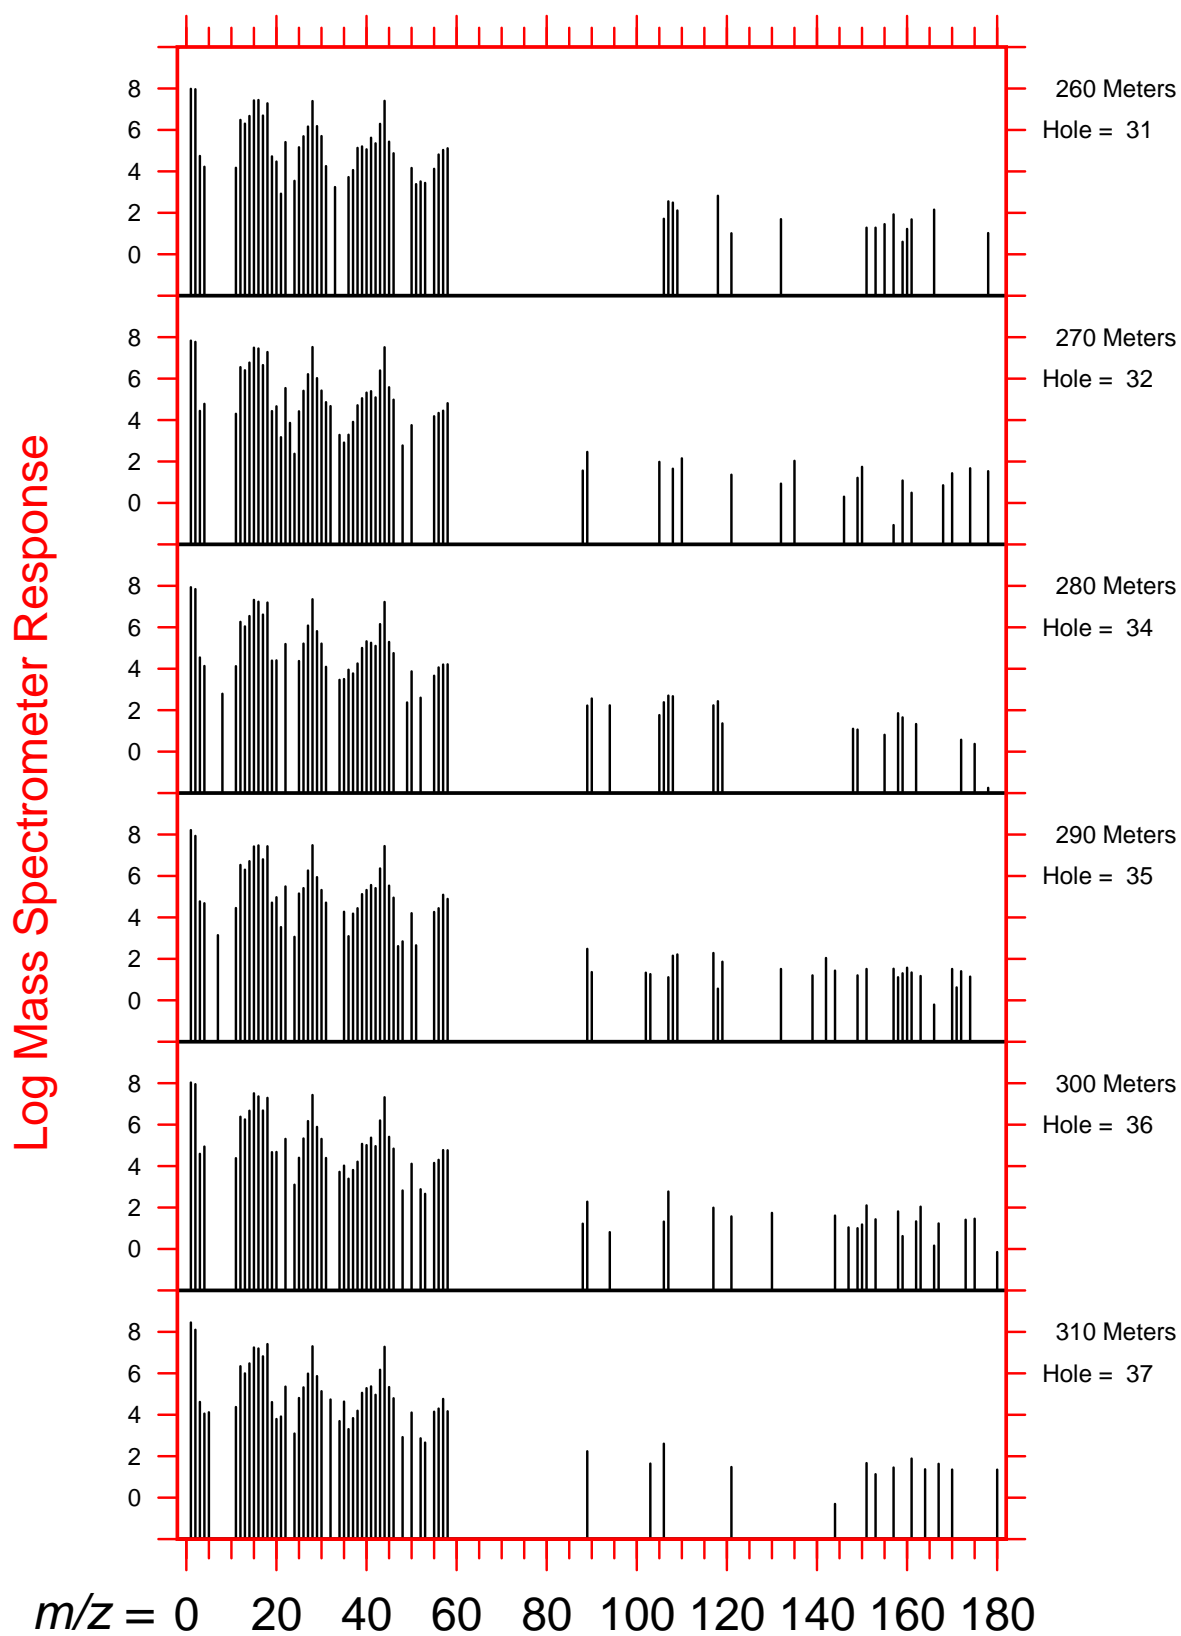 Log Mass Spectrometer Response
8
6
4
2
0
260 Meters
Hole = 31
8
6
4
2
0
270 Meters
Hole = 32
8
6
4
2
0
280 Meters
Hole = 34
8
6
4
2
0
290 Meters
Hole = 35
8
6
4
2
0
300 Meters
Hole = 36
8
6
4
2
0
310 Meters
Hole = 37
m/z = 0 20 40 60 80 100 120 140 160 180